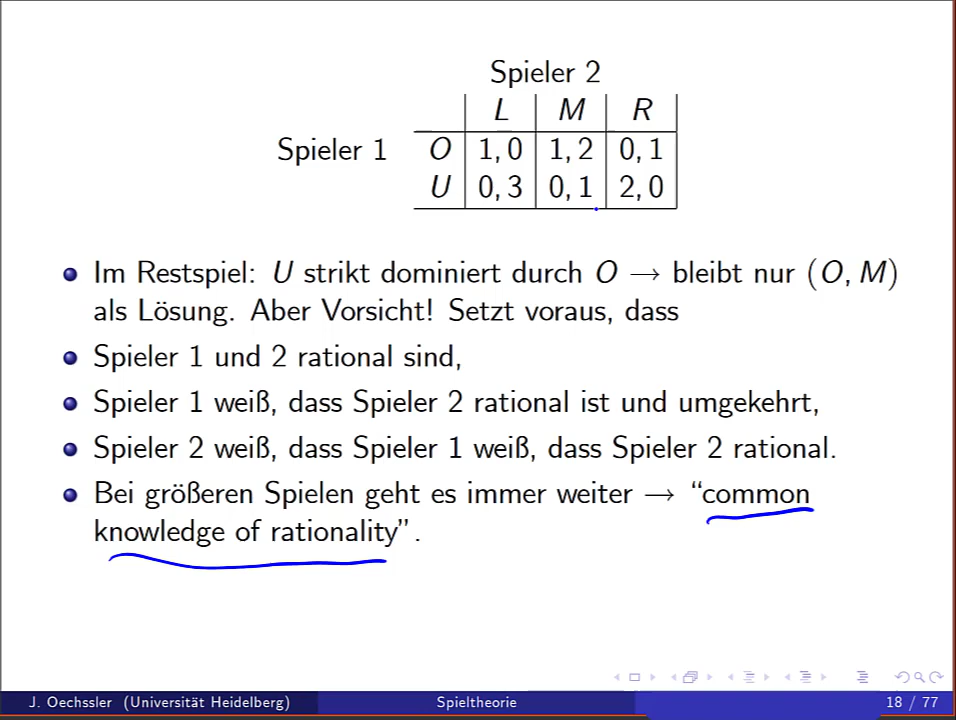 Spieler 2
L M R
Spieler 1 O 1, 0 1, 2 0, 1
U 0, 3 0, 1 2, 0
Im Restspiel: U strikt dominiert durch O → bleibt nur (O, M)
als Lösung. Aber Vorsicht! Setzt voraus, dass
Spieler 1 und 2 rational sind,
Spieler 1 weiß, dass Spieler 2 rational ist und umgekehrt,
Spieler 2 weiß, dass Spieler 1 weiß, dass Spieler 2 rational.
Bei größeren Spielen geht es immer weiter → “common
knowledge of rationality”.
J. Oechssler (Universität Heidelberg) Spieltheorie 18 / 77